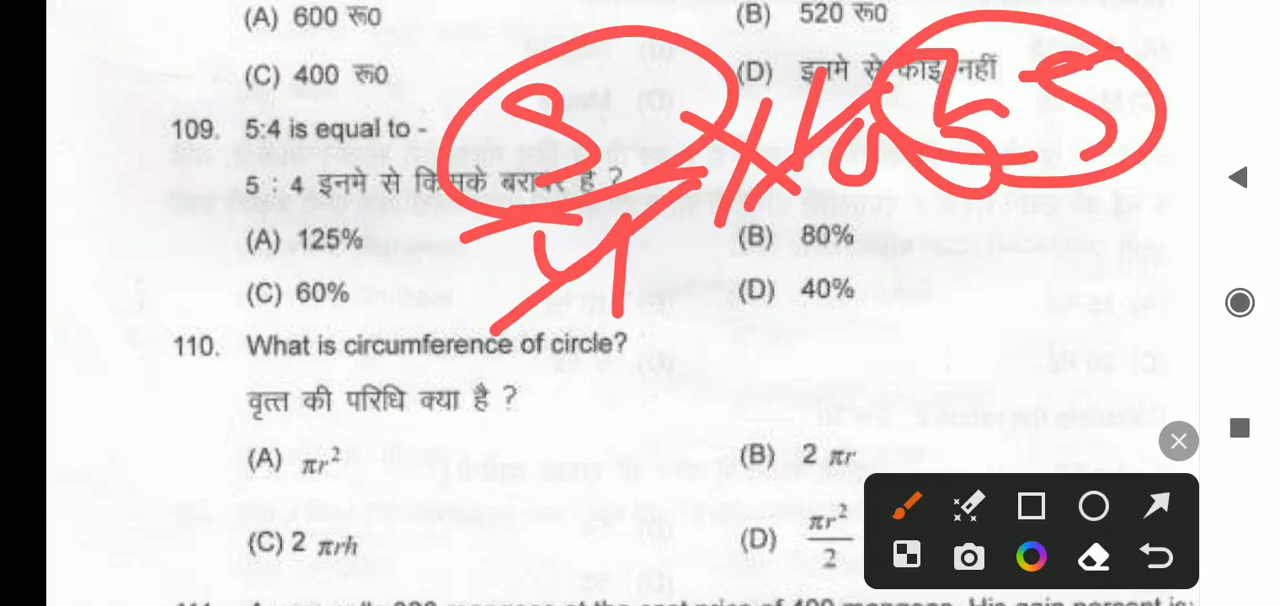 (A) 600 रू0 (B) 520 रू0
(C) 400 रू0 (D) इनमे से कोई नहीं
109. 5:4 is equal to -
5 : 4 इनमे से किसके बराबर है ?
(A) 125% (B) 80%
(C) 60% (D) 40%
110. What is circumference of circle?
वृत्त की परिधि क्या है ?
(A) πr² (B) 2 πr
(C) 2 πrh (D) πr²/2